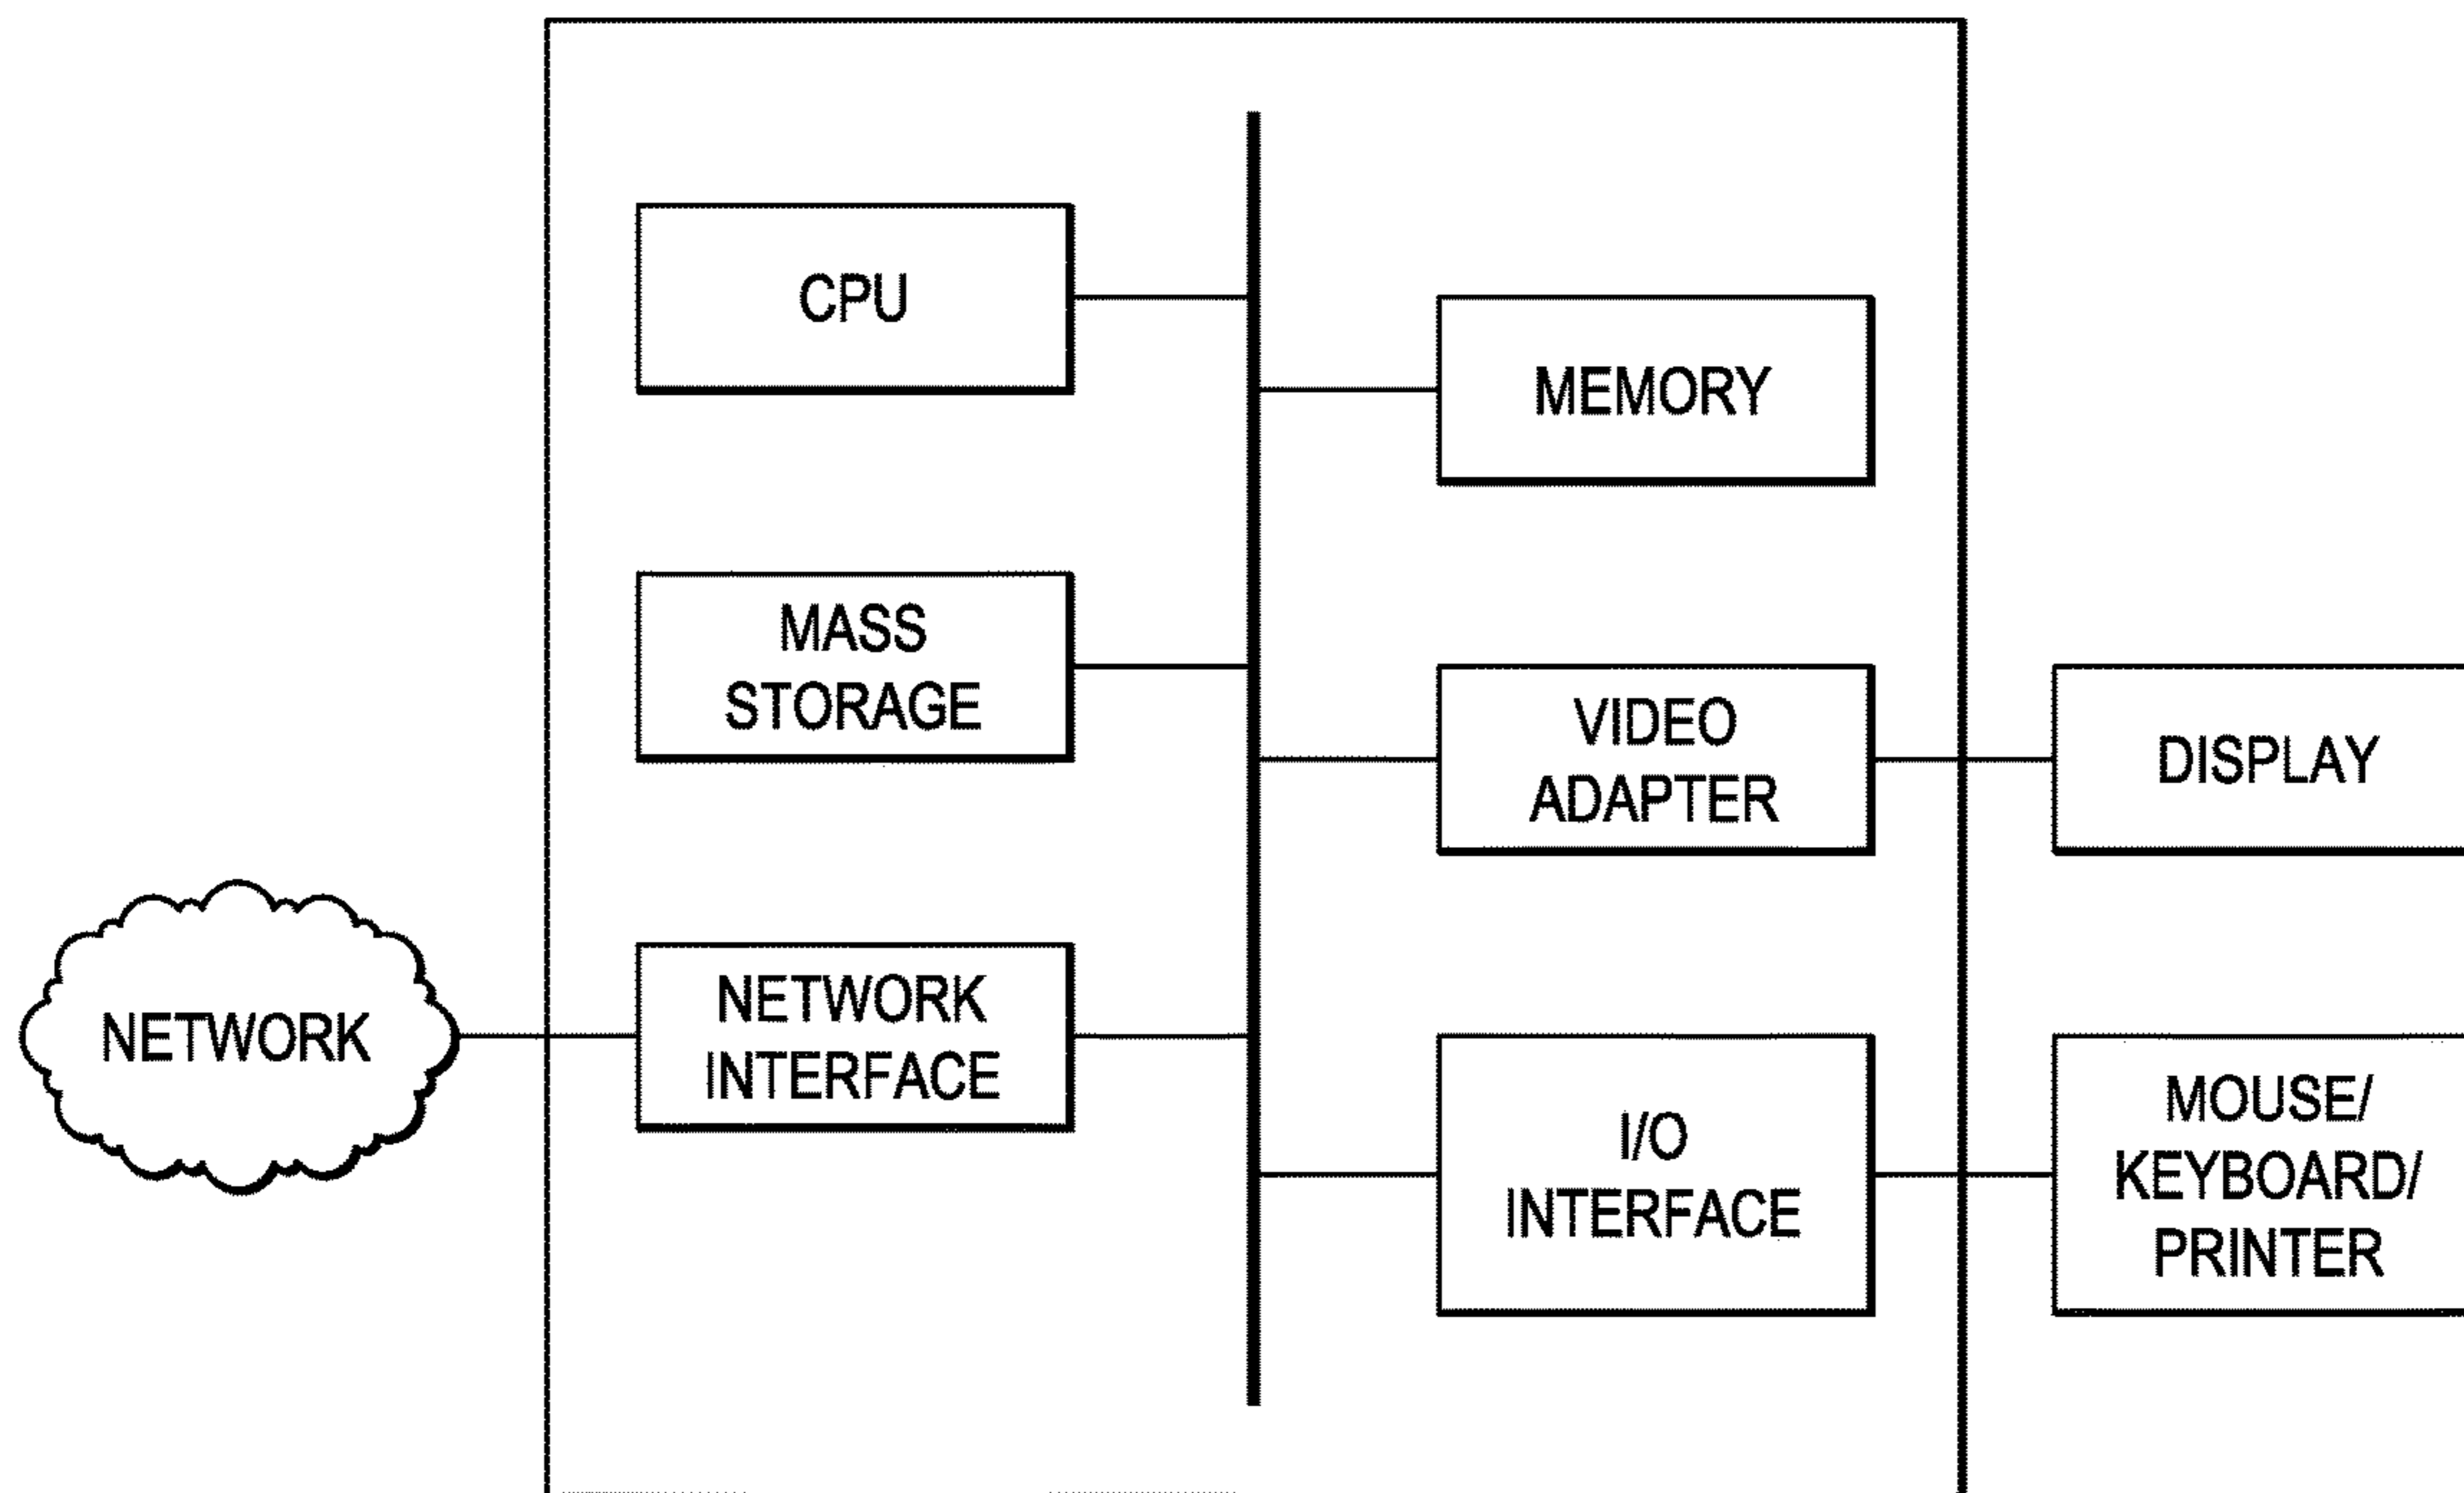 CPU
MEMORY
MASS
STORAGE
VIDEO
ADAPTER
DISPLAY
NETWORK
NETWORK
INTERFACE
I/O
INTERFACE
MOUSE/
KEYBOARD/
PRINTER